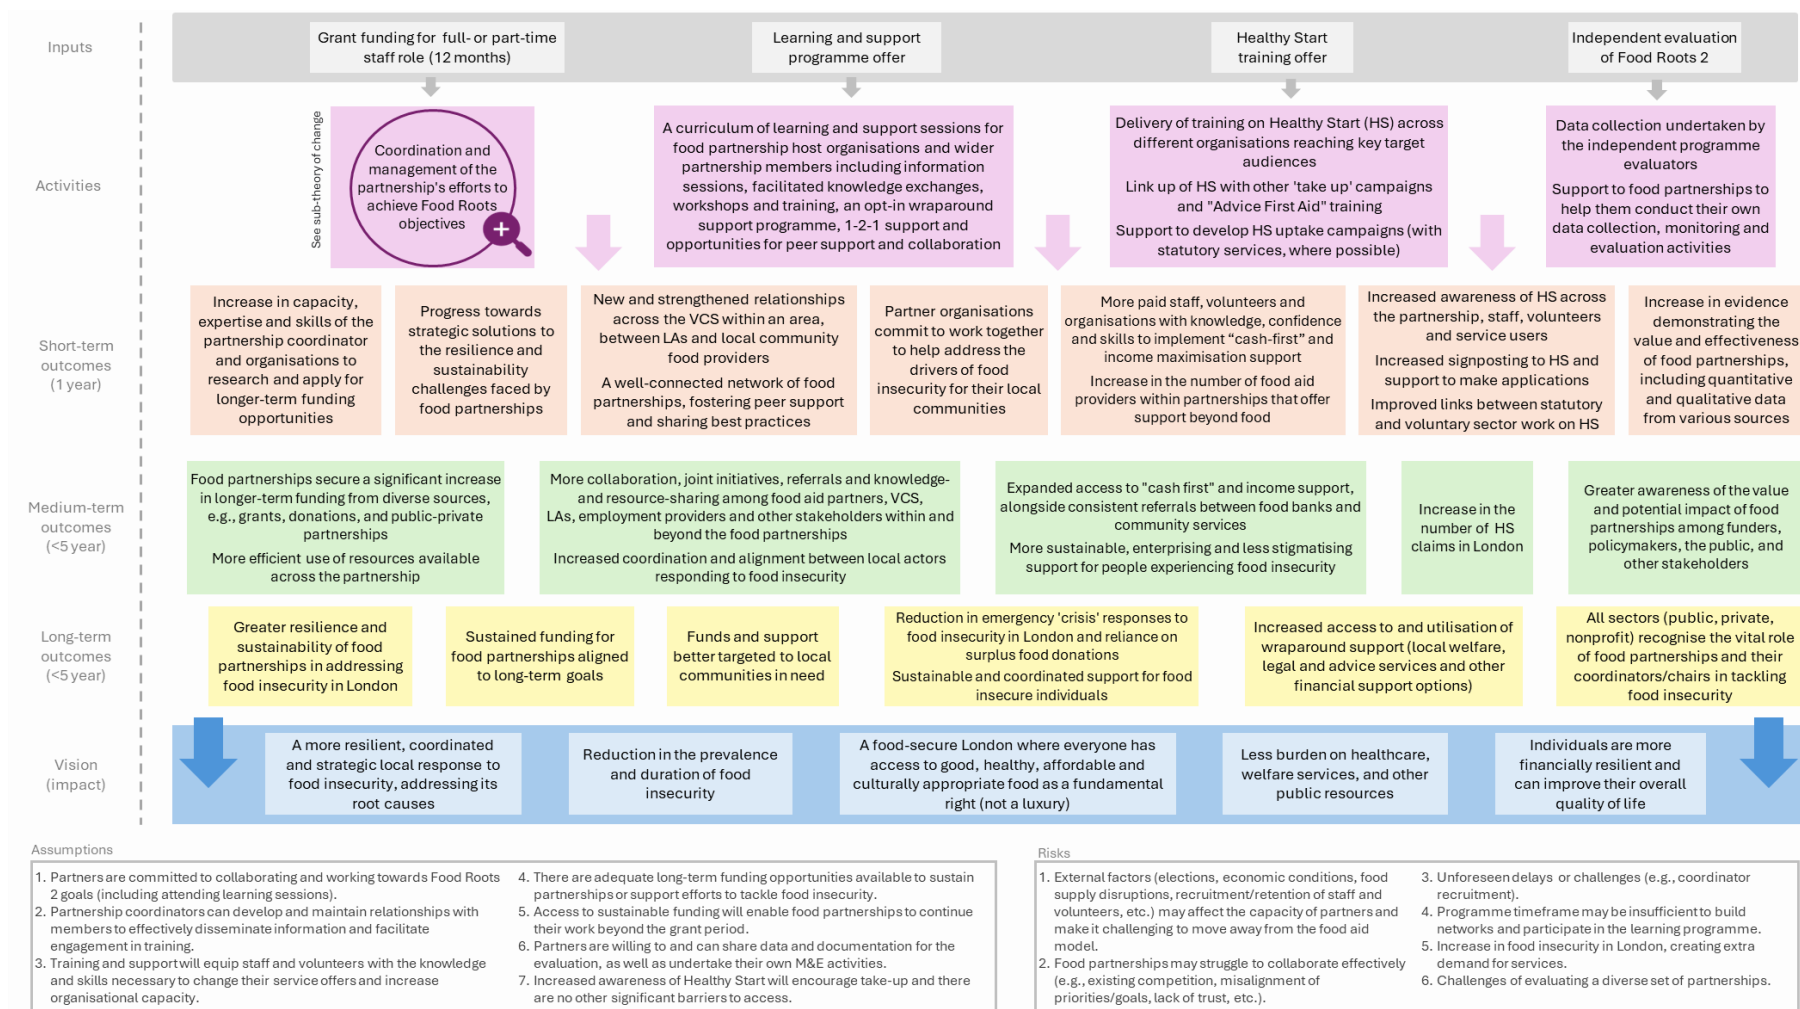 Inputs
Grant funding for full- or part-time
staff role (12 months)
Learning and support
programme offer
Healthy Start
training offer
Independent evaluation
of Food Roots 2
Activities
See sub-theory of change
Coordination and
management of the
partnership's efforts to
achieve Food Roots
objectives
A curriculum of learning and support sessions for
food partnership host organisations and wider
partnership members including information
sessions, facilitated knowledge exchanges,
workshops and training, an opt-in wraparound
support programme, 1-2-1 support and
opportunities for peer support and collaboration
Delivery of training on Healthy Start (HS) across
different organisations reaching key target
audiences
Link up of HS with other 'take up' campaigns
and "Advice First Aid" training
Support to develop HS uptake campaigns (with
statutory services, where possible)
Data collection undertaken by
the independent programme
evaluators
Support to food partnerships to
help them conduct their own
data collection, monitoring and
evaluation activities
Short-term
outcomes
(1 year)
Increase in capacity,
expertise and skills of the
partnership coordinator
and organisations to
research and apply for
longer-term funding
opportunities
Progress towards
strategic solutions to
the resilience and
sustainability
challenges faced by
food partnerships
New and strengthened relationships
across the VCS within an area,
between LAs and local community
food providers
A well-connected network of food
partnerships, fostering peer support
and sharing best practices
Partner organisations
commit to work together
to help address the
drivers of food
insecurity for their local
communities
More paid staff, volunteers and
organisations with knowledge, confidence
and skills to implement “cash-first” and
income maximisation support
Increase in the number of food aid
providers within partnerships that offer
support beyond food
Increased awareness of HS across
the partnership, staff, volunteers
and service users
Increased signposting to HS and
support to make applications
Improved links between statutory
and voluntary sector work on HS
Increase in evidence
demonstrating the
value and effectiveness
of food partnerships,
including quantitative
and qualitative data
from various sources
Medium-term
outcomes
(<5 year)
Food partnerships secure a significant increase
in longer-term funding from diverse sources,
e.g., grants, donations, and public-private
partnerships
More efficient use of resources available
across the partnership
More collaboration, joint initiatives, referrals and knowledge-
and resource-sharing among food aid partners, VCS,
LAs, employment providers and other stakeholders within and
beyond the food partnerships
Increased coordination and alignment between local actors
responding to food insecurity
Expanded access to "cash first" and income support,
alongside consistent referrals between food banks and
community services
More sustainable, enterprising and less stigmatising
support for people experiencing food insecurity
Increase in the
number of HS
claims in London
Greater awareness of the value
and potential impact of food
partnerships among funders,
policymakers, the public, and
other stakeholders
Long-term
outcomes
(<5 year)
Greater resilience and
sustainability of food
partnerships in addressing
food insecurity in London
Sustained funding for
food partnerships aligned
to long-term goals
Funds and support
better targeted to local
communities in need
Reduction in emergency 'crisis' responses to
food insecurity in London and reliance on
surplus food donations
Sustainable and coordinated support for food
insecure individuals
Increased access to and utilisation of
wraparound support (local welfare,
legal and advice services and other
financial support options)
All sectors (public, private,
nonprofit) recognise the vital role
of food partnerships and their
coordinators/chairs in tackling
food insecurity
Vision
(impact)
A more resilient, coordinated
and strategic local response to
food insecurity, addressing its
root causes
Reduction in the prevalence
and duration of food
insecurity
A food-secure London where everyone has
access to good, healthy, affordable and
culturally appropriate food as a fundamental
right (not a luxury)
Less burden on healthcare,
welfare services, and other
public resources
Individuals are more
financially resilient and
can improve their overall
quality of life
Assumptions
1. Partners are committed to collaborating and working towards Food Roots
2 goals (including attending learning sessions).
2. Partnership coordinators can develop and maintain relationships with
members to effectively disseminate information and facilitate
engagement in training.
3. Training and support will equip staff and volunteers with the knowledge
and skills necessary to change their service offers and increase
organisational capacity.
4. There are adequate long-term funding opportunities available to sustain
partnerships or support efforts to tackle food insecurity.
5. Access to sustainable funding will enable food partnerships to continue
their work beyond the grant period.
6. Partners are willing to and can share data and documentation for the
evaluation, as well as undertake their own M&E activities.
7. Increased awareness of Healthy Start will encourage take-up and there
are no other significant barriers to access.
Risks
1. External factors (elections, economic conditions, food
supply disruptions, recruitment/retention of staff and
volunteers, etc.) may affect the capacity of partners and
make it challenging to move away from the food aid
model.
2. Food partnerships may struggle to collaborate effectively
(e.g., existing competition, misalignment of
priorities/goals, lack of trust, etc.).
3. Unforeseen delays or challenges (e.g., coordinator
recruitment).
4. Programme timeframe may be insufficient to build
networks and participate in the learning programme.
5. Increase in food insecurity in London, creating extra
demand for services.
6. Challenges of evaluating a diverse set of partnerships.